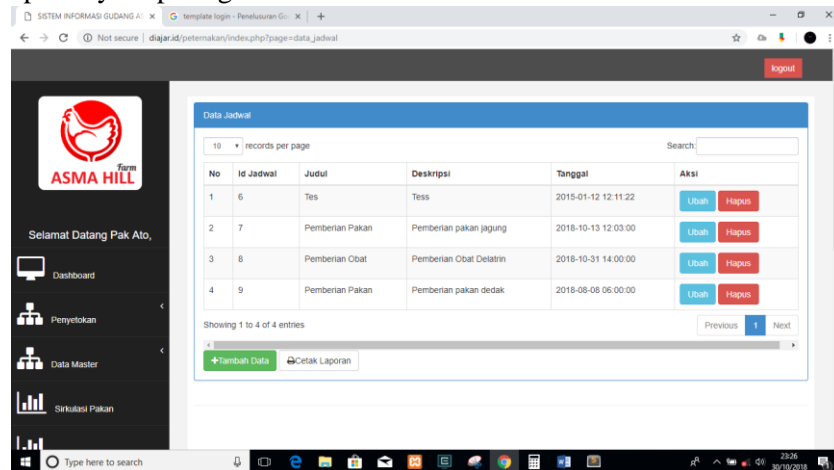 SISTEM INFORMASI GUDANG A
template login - Penelusuran Go
Not secure | diajar.id/peternakan/index.php?page=data_jadwal
logout
Farm
ASMA HILL
Selamat Datang Pak Ato,
Dashboard
Penyetokan
Data Master
Sirkulasi Pakan
Data Jadwal
10 records per page
Search:
No Id Jadwal Judul Deskripsi Tanggal Aksi
1 6 Tes Tess 2015-01-12 12:11:22 Ubah Hapus
2 7 Pemberian Pakan Pemberian pakan jagung 2018-10-13 12:03:00 Ubah Hapus
3 8 Pemberian Obat Pemberian Obat Delatrin 2018-10-31 14:00:00 Ubah Hapus
4 9 Pemberian Pakan Pemberian pakan dedak 2018-08-08 06:00:00 Ubah Hapus
Showing 1 to 4 of 4 entries
Previous 1 Next
+Tambah Data Cetak Laporan
Type here to search
23:26
30/10/2018